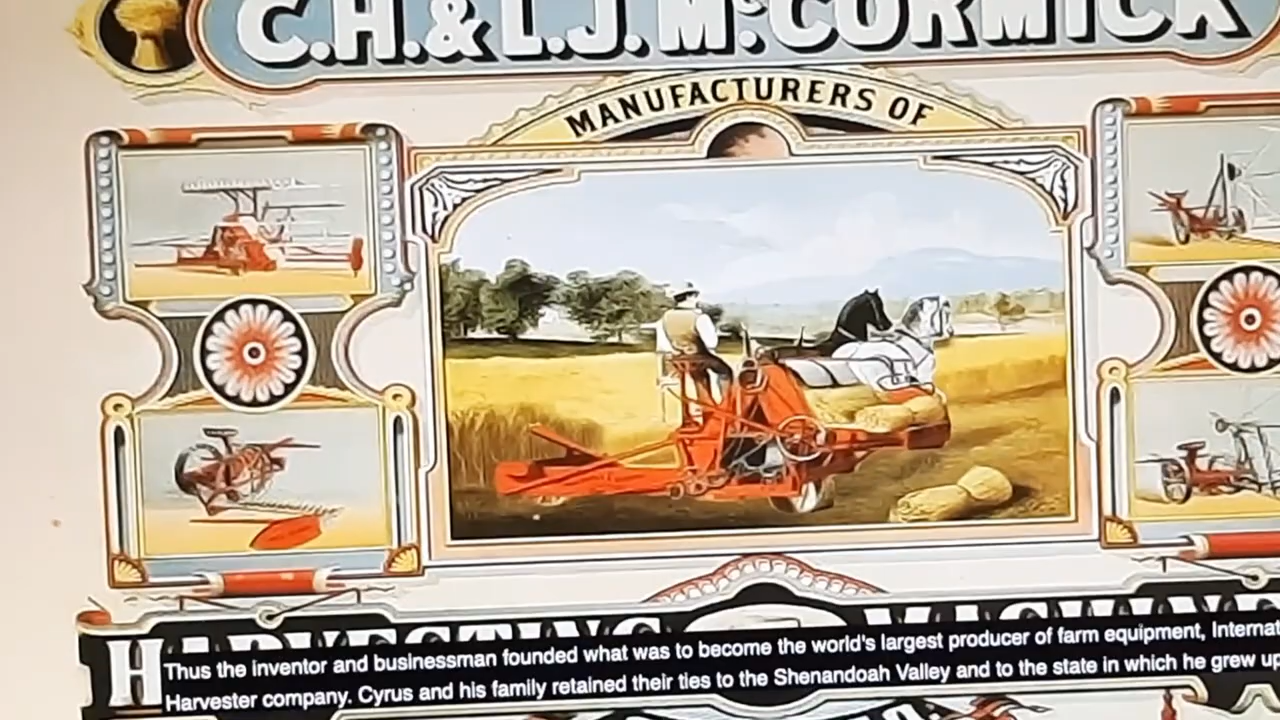 C.H. & L.J. McCORMICK
MANUFACTURERS OF
HARVESTING MACHINE
Thus the inventor and businessman founded what was to become the world's largest producer of farm equipment, Internat
Harvester company. Cyrus and his family retained their ties to the Shenandoah Valley and to the state in which he grew up